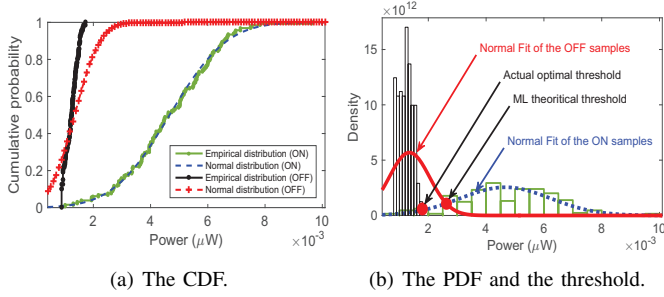 Cumulative probability
1
0.8
0.6
0.4
0.2
0
Empirical distribution (ON)
Normal distribution (ON)
Empirical distribution (OFF)
Normal distribution (OFF)
2 4 6 8 10
Power (μW) ×10⁻³
(a) The CDF.
×10¹²
15
10
5
0
Density
Normal Fit of the OFF samples
Actual optimal threshold
ML theoritical threshold
Normal Fit of the ON samples
2 4 6 8 10
Power (μW) ×10⁻³
(b) The PDF and the threshold.